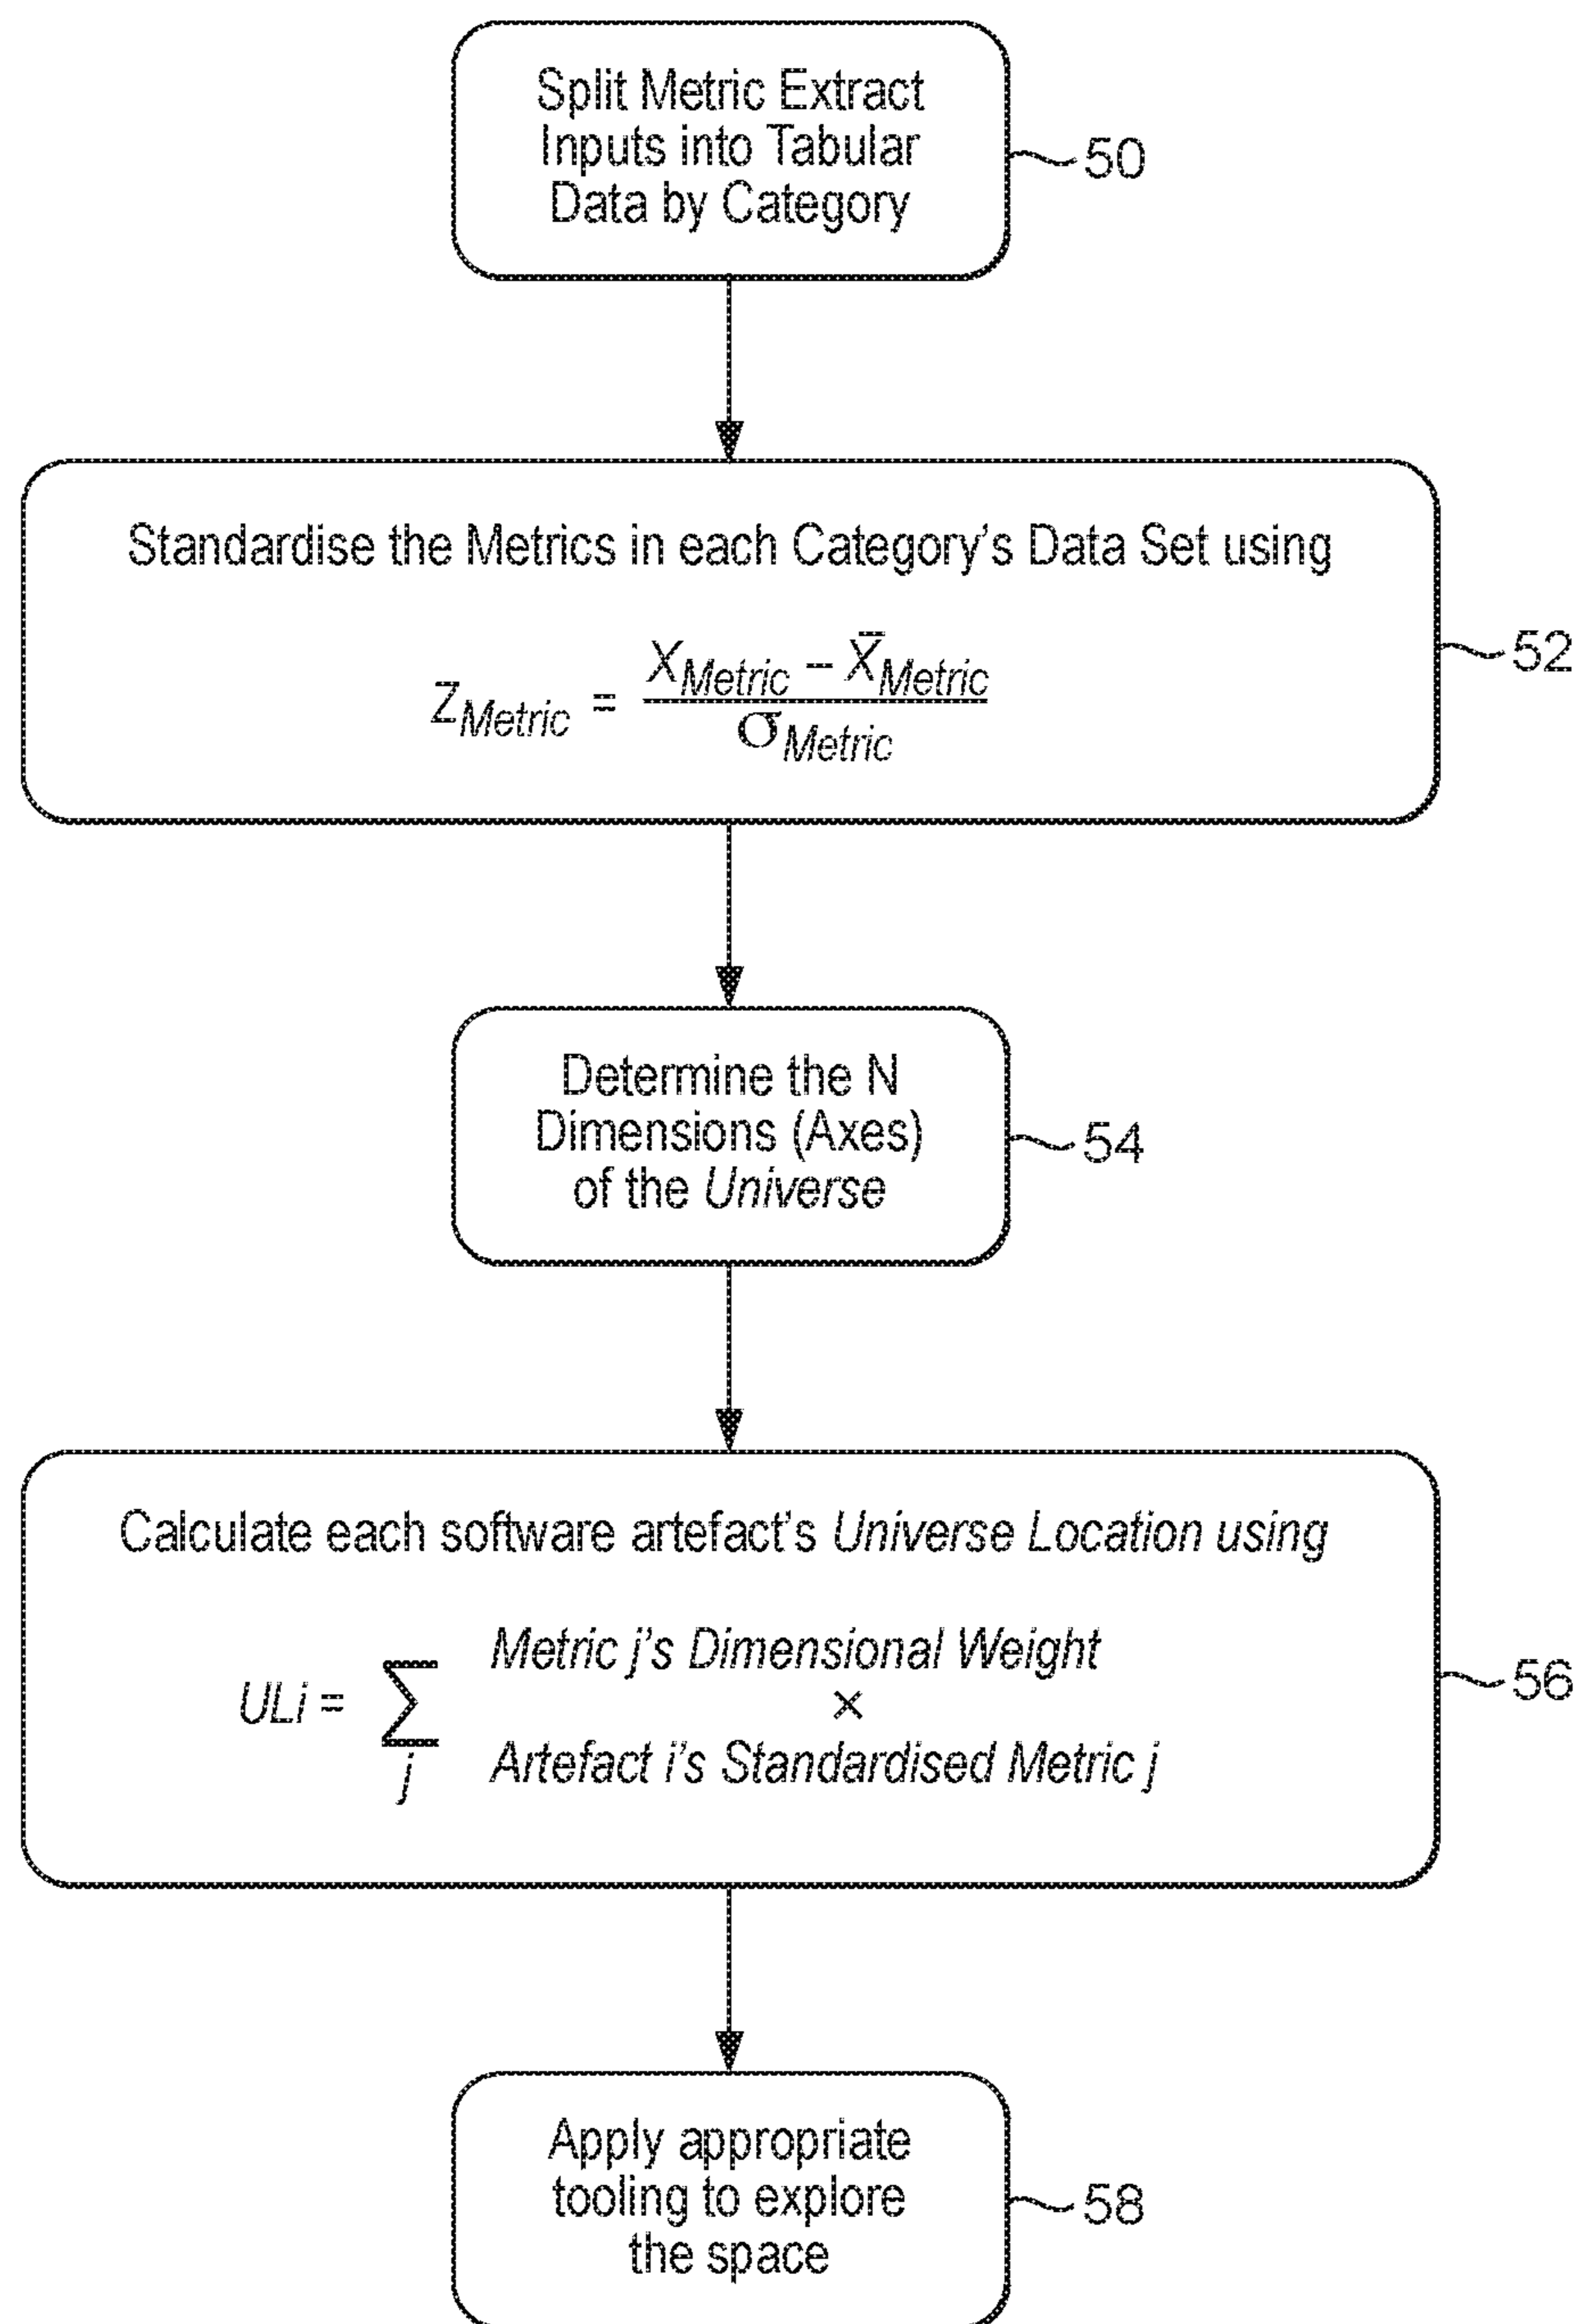 Split Metric Extract
Inputs into Tabular
Data by Category
50
Standardise the Metrics in each Category's Data Set using
Z_Metric = (X_Metric – X̄_Metric) / σ_Metric
52
Determine the N
Dimensions (Axes)
of the Universe
54
Calculate each software artefact's Universe Location using
Metric j's Dimensional Weight
ULi = ∑_j ×
Artefact i's Standardised Metric j
56
Apply appropriate
tooling to explore
the space
58